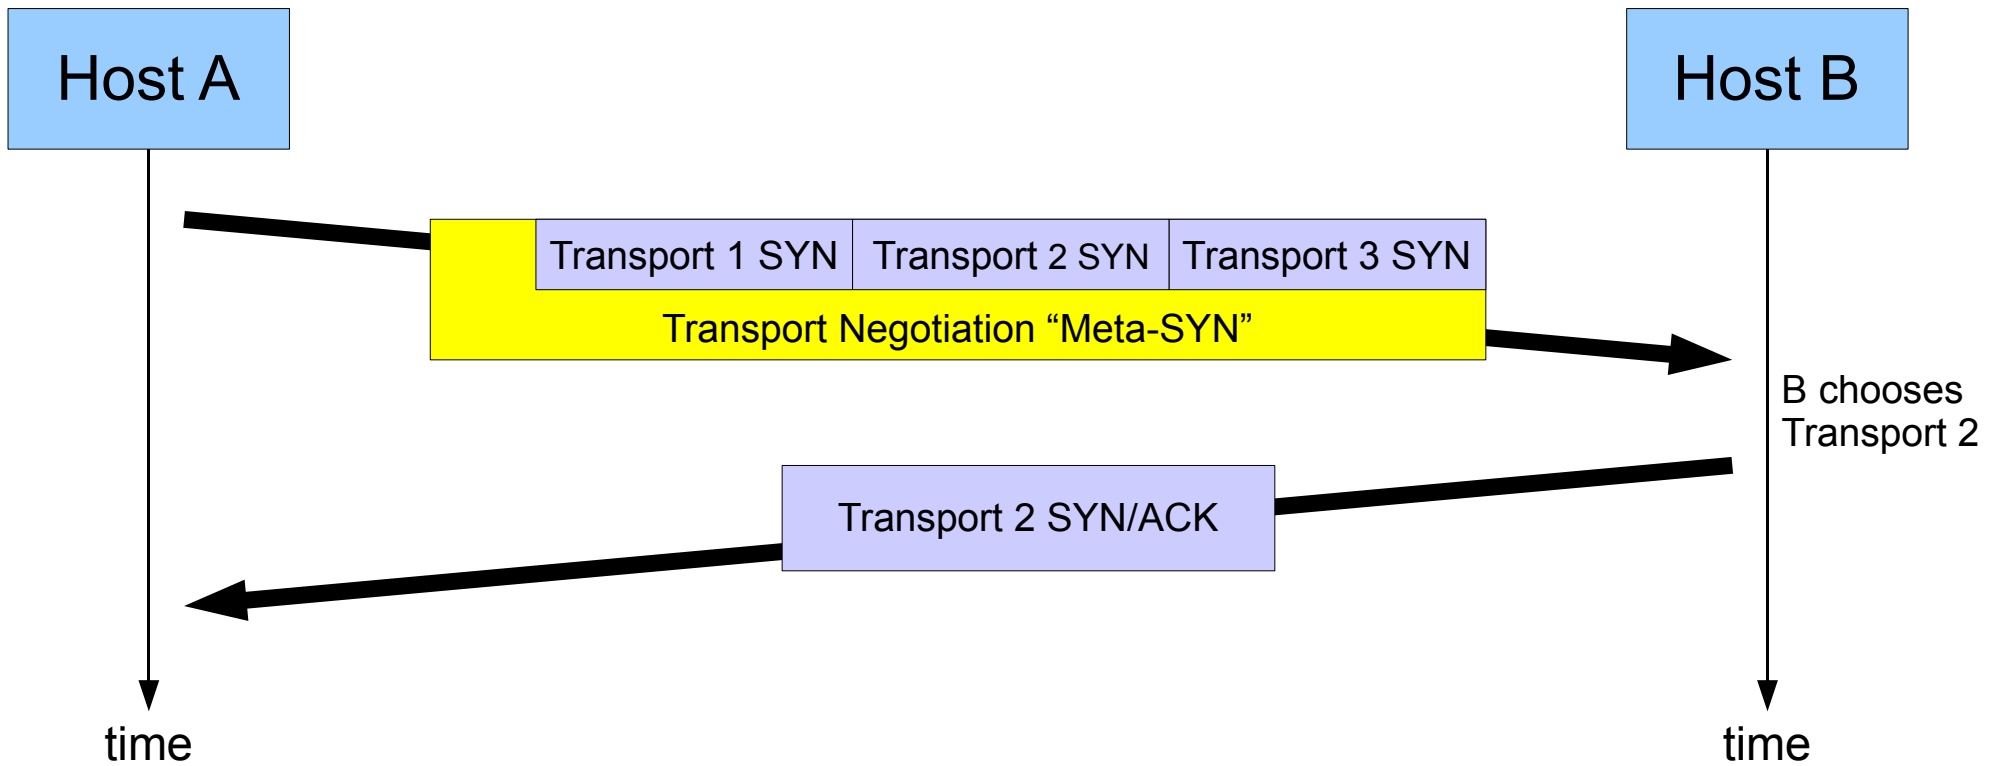 Host A
Host B
Transport 1 SYN
Transport 2 SYN
Transport 3 SYN
Transport Negotiation “Meta-SYN”
B chooses
Transport 2
Transport 2 SYN/ACK
time
time